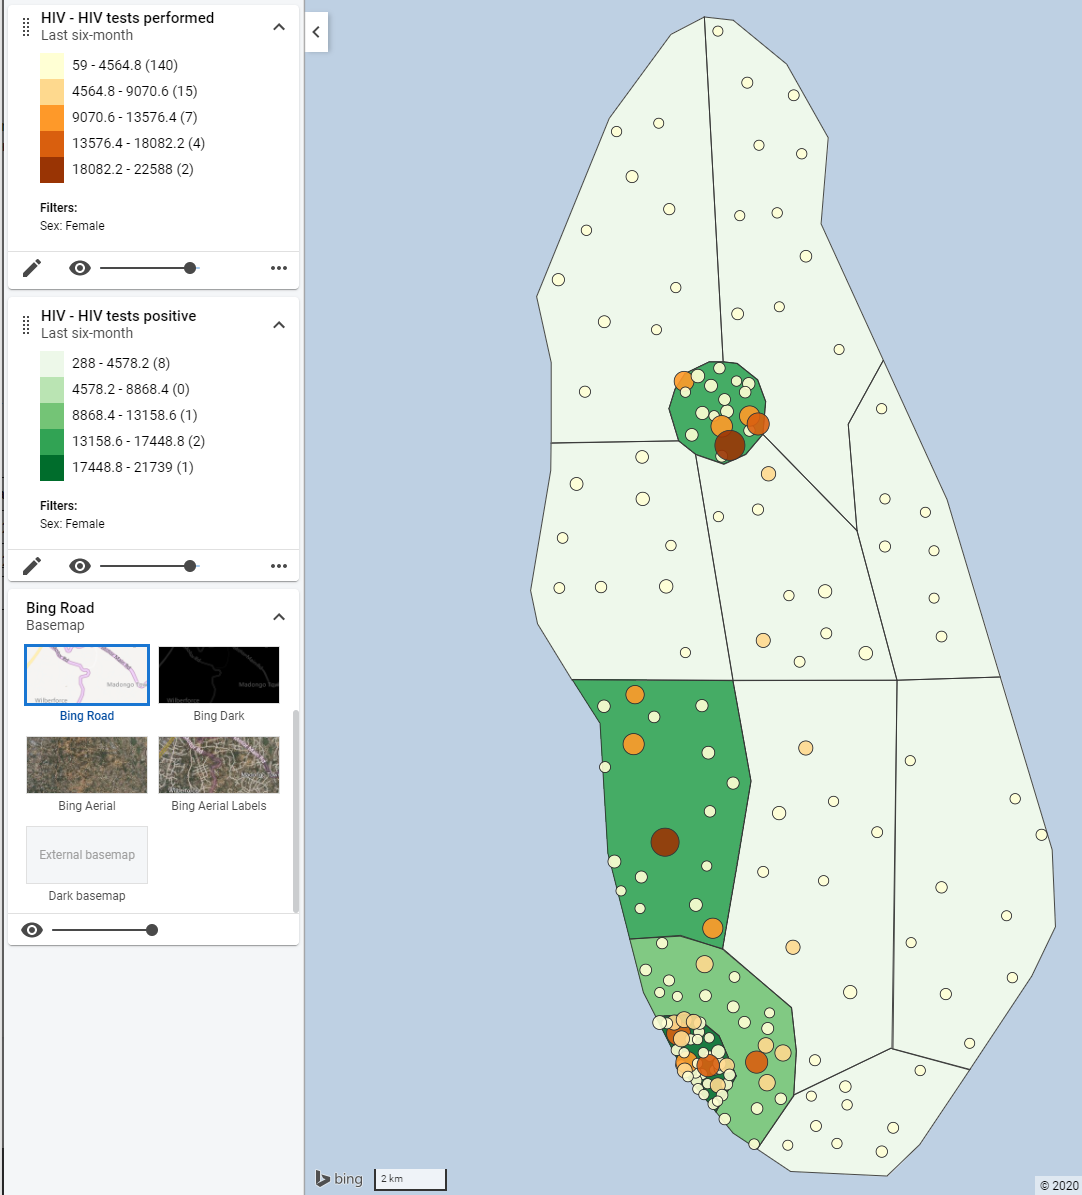 HIV - HIV tests performed
Last six-month
59 - 4564.8 (140)
4564.8 - 9070.6 (15)
9070.6 - 13576.4 (7)
13576.4 - 18082.2 (4)
18082.2 - 22588 (2)
Filters:
Sex: Female
HIV - HIV tests positive
Last six-month
288 - 4578.2 (8)
4578.2 - 8868.4 (0)
8868.4 - 13158.6 (1)
13158.6 - 17448.8 (2)
17448.8 - 21739 (1)
Filters:
Sex: Female
Bing Road
Basemap
Wilberforce
Madongo
Bing Road
Bing Dark
Bing Aerial
Bing Aerial Labels
External basemap
Dark basemap
bing
2 km
© 2020